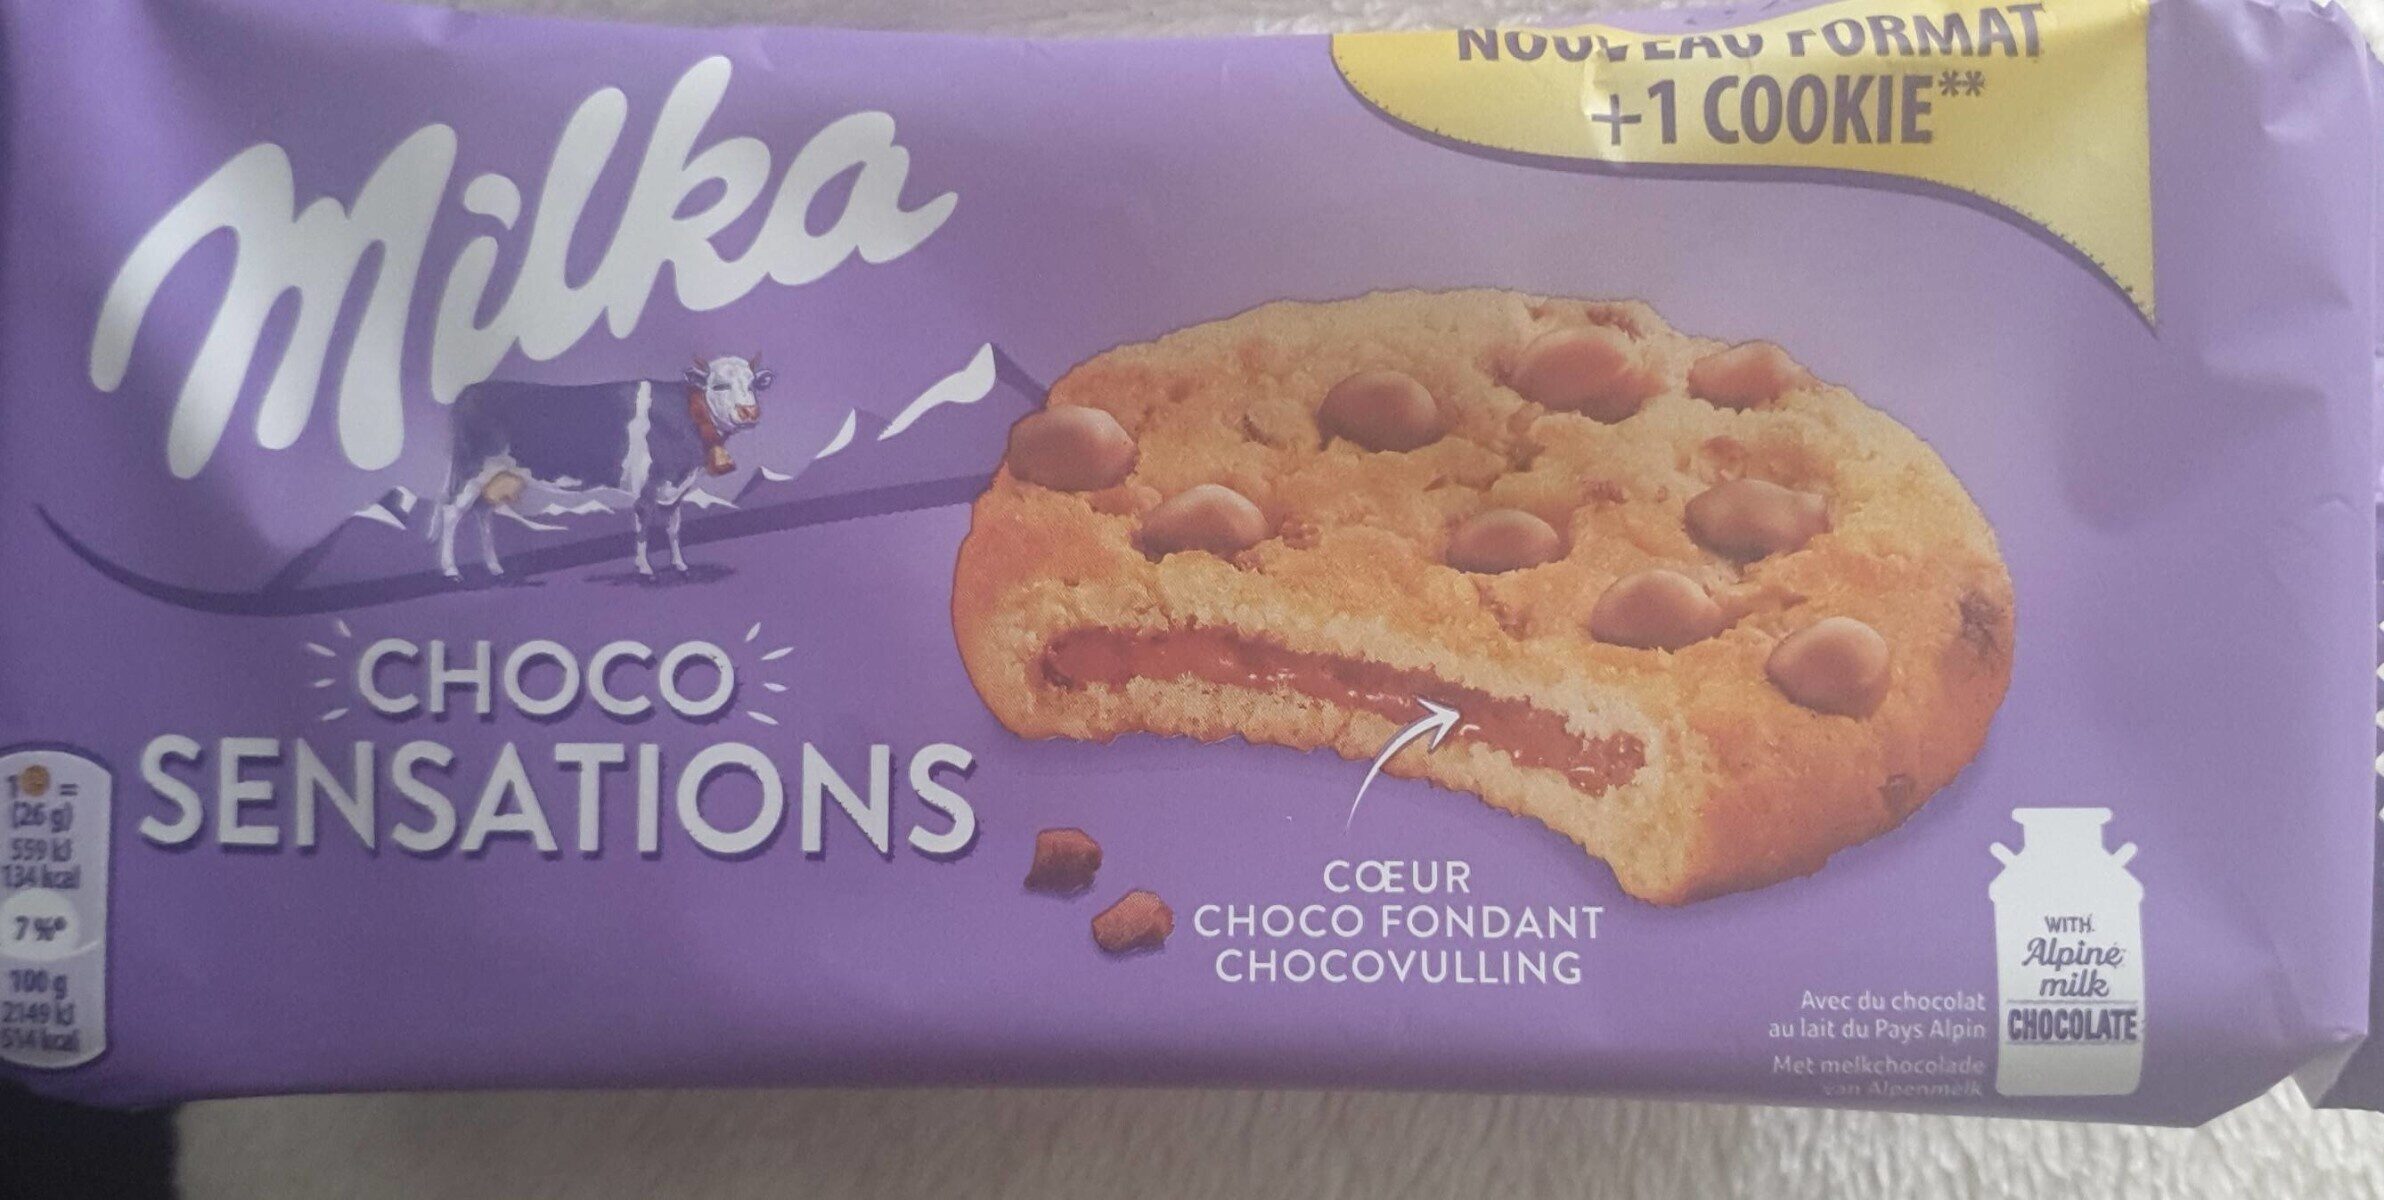 NOUVEAU FORMAT
+1 COOKIE**
Milka
CHOCO
SENSATIONS
1 =
(26 g)
559 kJ
134 kcal
7 %*
100 g
2149 kJ
514 kcal
CŒUR
CHOCO FONDANT
CHOCOVULLING
WITH
Alpine
milk
CHOCOLATE
Avec du chocolat
au lait du Pays Alpin
Met melkchocolade
van Alpenmelk